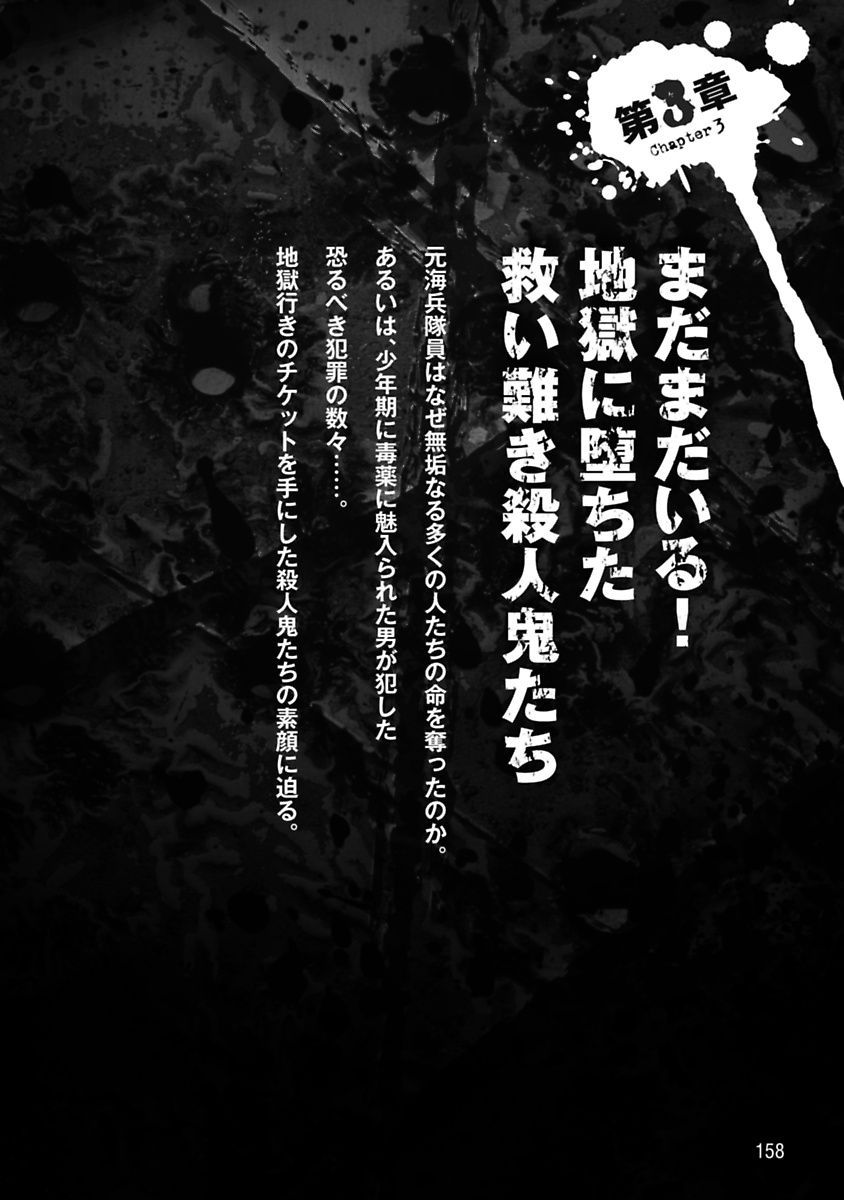 第3章
Chapter 3
まだまだいる！
地獄に堕ちた
救い難き殺人鬼たち
元海兵隊員はなぜ無垢なる多くの人たちの命を奪ったのか。
あるいは、少年期に毒薬に魅入られた男が犯した
恐るべき犯罪の数々……。
地獄行きのチケットを手にした殺人鬼たちの素顔に迫る。
158